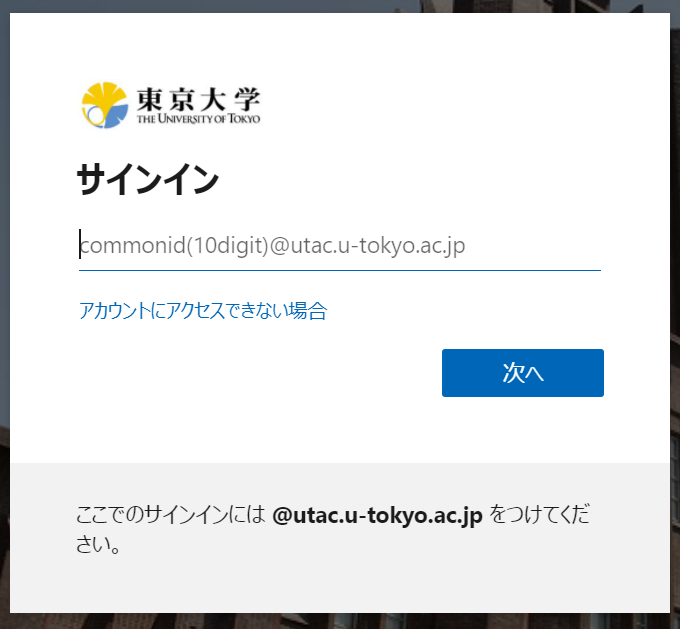 東京大学
THE UNIVERSITY OF TOKYO
サインイン
commonid(10digit)@utac.u-tokyo.ac.jp
アカウントにアクセスできない場合
次へ
ここでのサインインには @utac.u-tokyo.ac.jp をつけてくだ
さい。